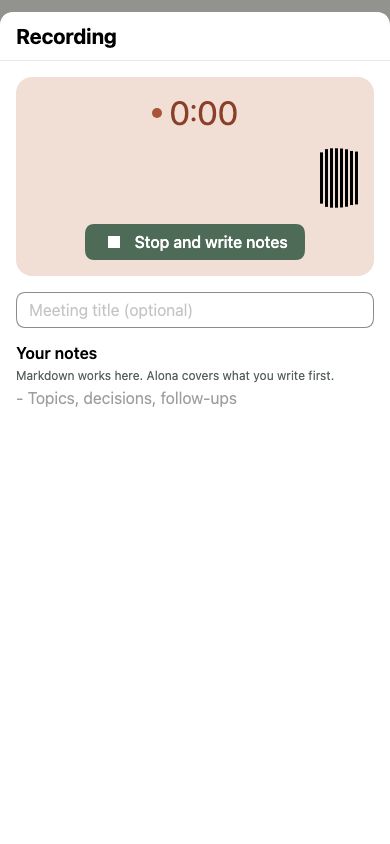 Recording
0:00
Stop and write notes
Meeting title (optional)
Your notes
Markdown works here. Alona covers what you write first.
- Topics, decisions, follow-ups